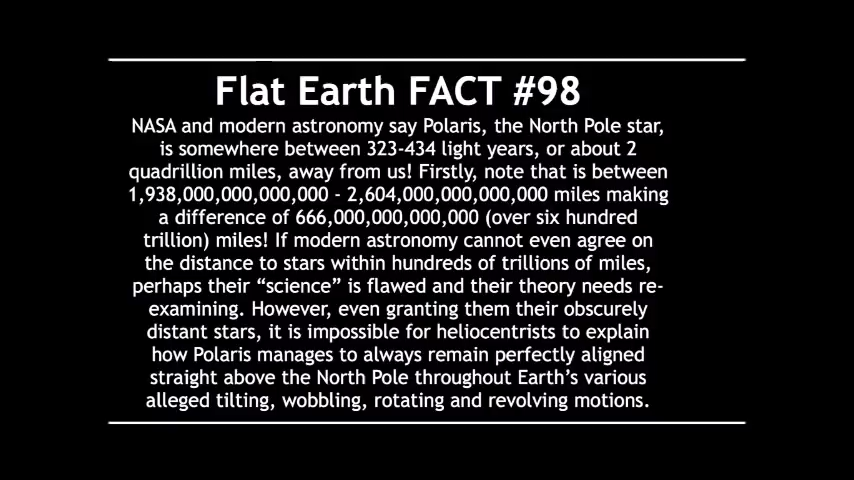 Flat Earth FACT #98
NASA and modern astronomy say Polaris, the North Pole star,
is somewhere between 323-434 light years, or about 2
quadrillion miles, away from us! Firstly, note that is between
1,938,000,000,000,000 - 2,604,000,000,000,000 miles making
a difference of 666,000,000,000,000 (over six hundred
trillion) miles! If modern astronomy cannot even agree on
the distance to stars within hundreds of trillions of miles,
perhaps their “science” is flawed and their theory needs re-
examining. However, even granting them their obscurely
distant stars, it is impossible for heliocentrists to explain
how Polaris manages to always remain perfectly aligned
straight above the North Pole throughout Earth’s various
alleged tilting, wobbling, rotating and revolving motions.